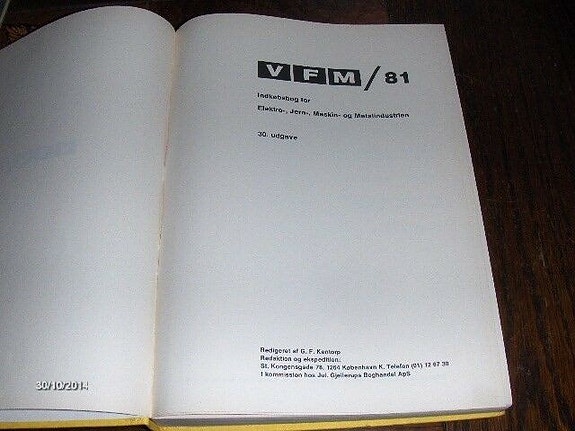 VFM/81
Indkøbsbog for
Elektro-, Jern-, Maskin- og Metalindustrien
30. udgave
Redigeret af G. F. Kentorp
Redaktion og ekspedition:
St. Kongensgade 78, 1264 København K. Telefon (01) 12 67 38
I kommission hos Jul. Gjellerups Boghandel ApS
30/10/2014